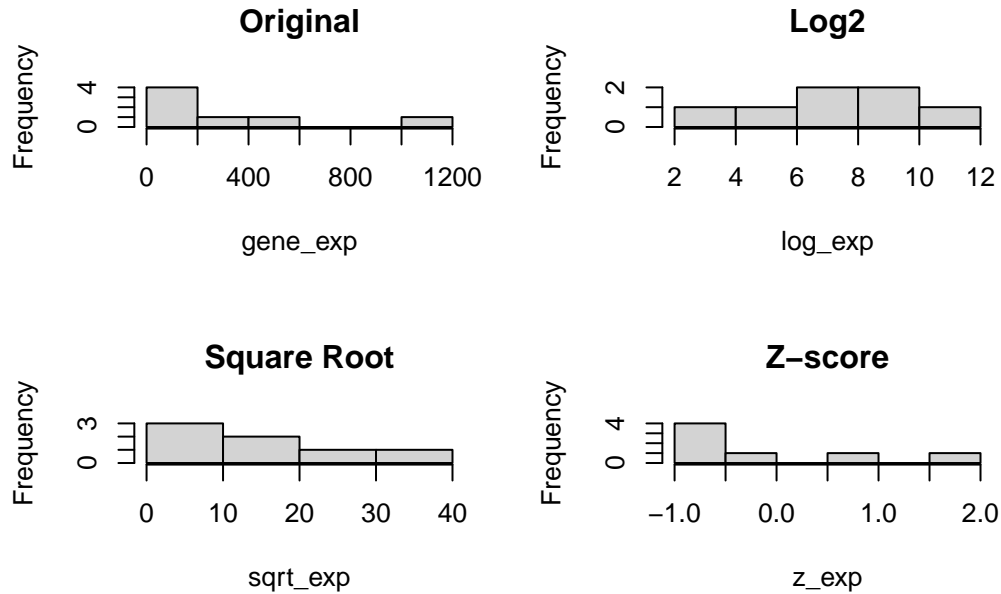 Original
Frequency
0
4
0
400
800
1200
gene_exp
Log2
Frequency
0
2
2
4
6
8
10
12
log_exp
Square Root
Frequency
0
3
0
10
20
30
40
sqrt_exp
Z−score
Frequency
0
4
−1.0
0.0
1.0
2.0
z_exp